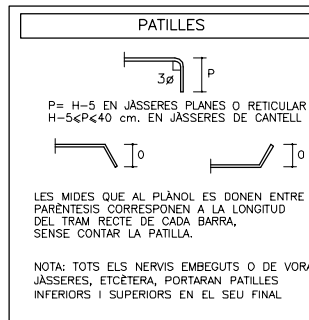 PATILLES
3ø
P
P= H-5 EN JÀSSERES PLANES O RETICULAR
H-5≤P≤40 cm. EN JÀSSERES DE CANTELL
0
0
LES MIDES QUE AL PLÀNOL ES DONEN ENTRE
PARÈNTESIS CORRESPONEN A LA LONGITUD
DEL TRAM RECTE DE CADA BARRA,
SENSE CONTAR LA PATILLA.
NOTA: TOTS ELS NERVIS EMBEGUTS O DE VORA
JÀSSERES, ETCÈTERA, PORTARAN PATILLES
INFERIORS I SUPERIORS EN EL SEU FINAL